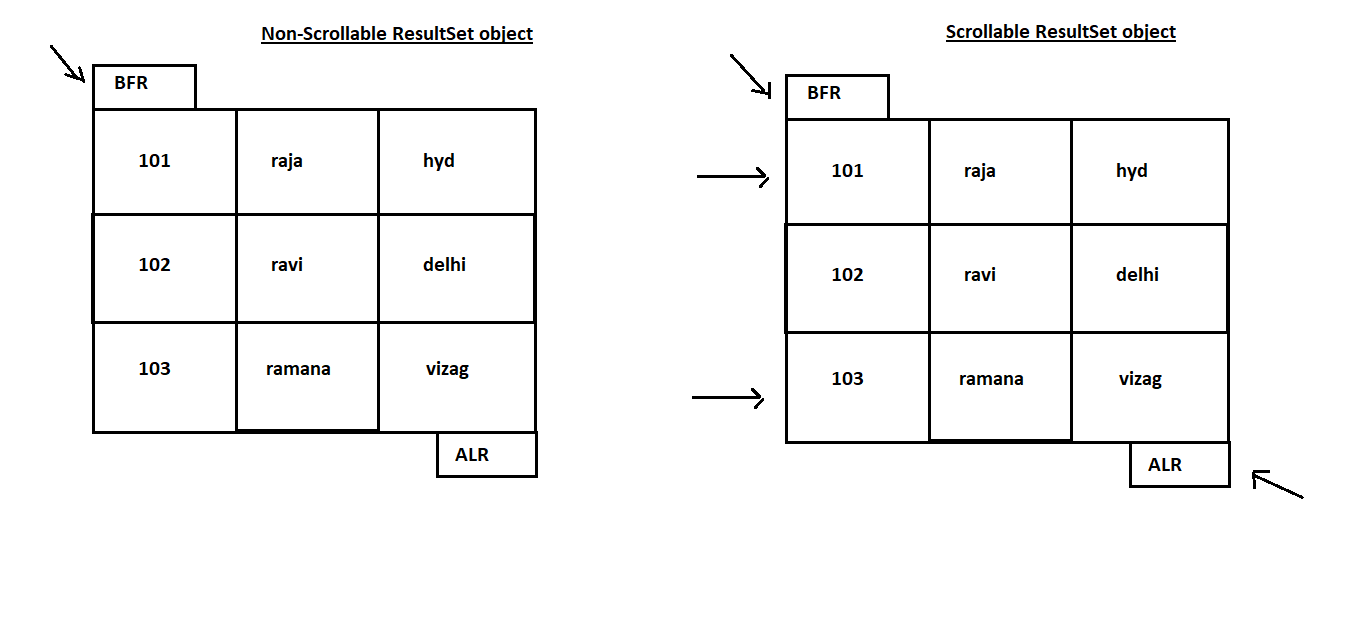 Non-Scrollable ResultSet object
BFR
101 raja hyd
102 ravi delhi
103 ramana vizag
ALR
Scrollable ResultSet object
BFR
101 raja hyd
102 ravi delhi
103 ramana vizag
ALR